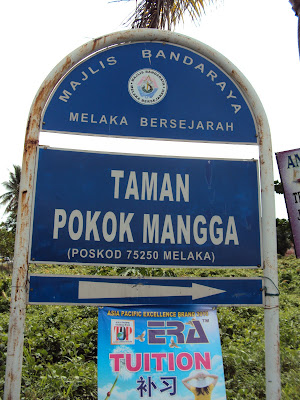 MAJLIS BANDARAYA
MELAKA BERSEJARAH
TAMAN
POKOK MANGGA
(POSKOD 75250 MELAKA)
ASIA PACIFIC EXCELLENCE BRAND
ERA
TUITION
补习